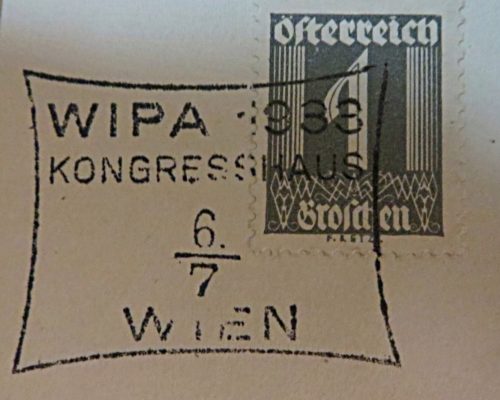 Österreich
1
Groschen
WIPA 1933
KONGRESSHAUS
6.
7
WIEN